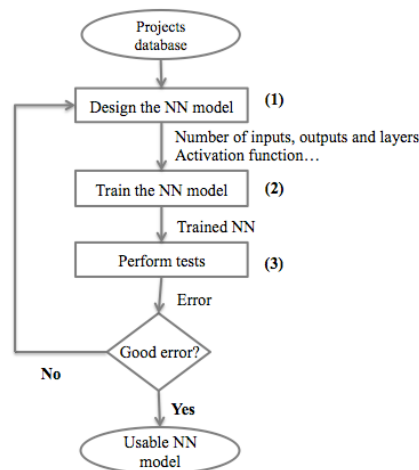 Projects
database
Design the NN model
(1)
Number of inputs, outputs and layers
Activation function…
Train the NN model
(2)
Trained NN
Perform tests
(3)
Error
Good error?
No
Yes
Usable NN
model